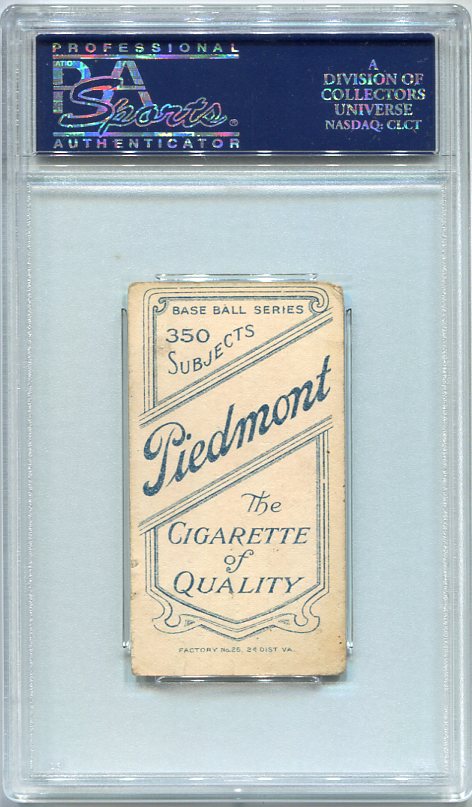 PROFESSIONAL
PSA
Sports®
AUTHENTICATOR
A
DIVISION OF
COLLECTORS
UNIVERSE
NASDAQ: CLCT
BASE BALL SERIES
350
SUBJECTS
Piedmont
The
CIGARETTE
of
QUALITY
FACTORY No. 25, 2d DIST. VA.